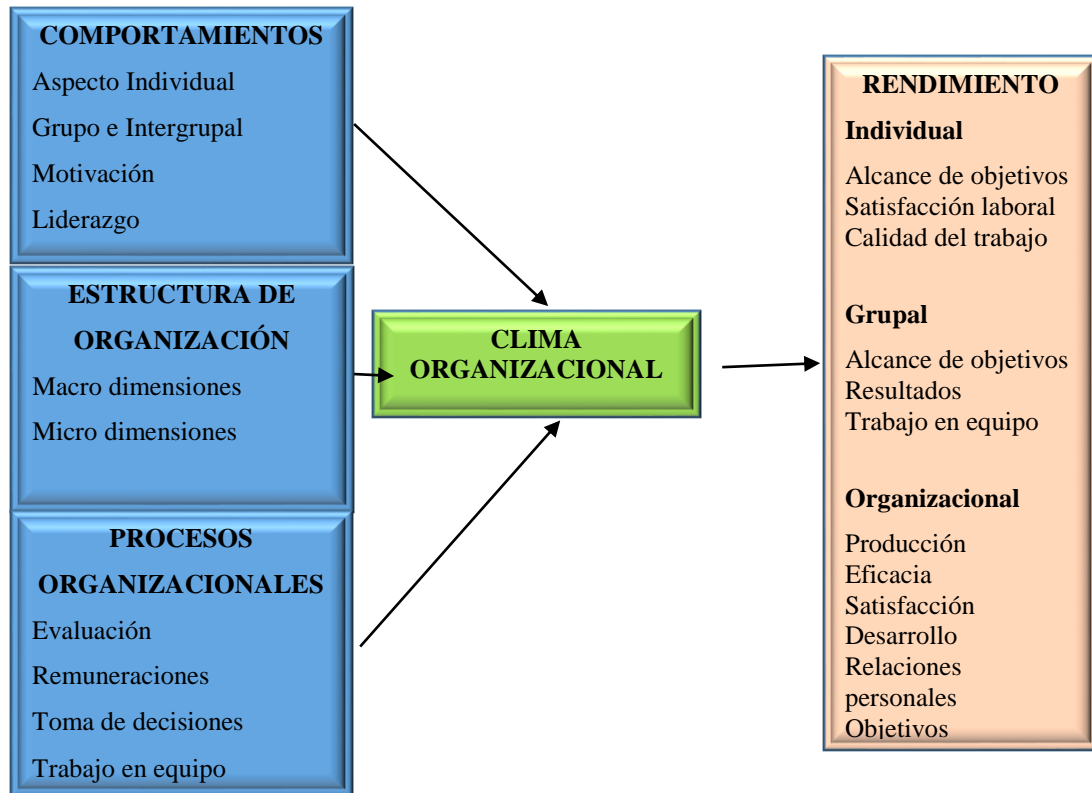 COMPORTAMIENTOS
Aspecto Individual
Grupo e Intergrupal
Motivación
Liderazgo
ESTRUCTURA DE
ORGANIZACIÓN
Macro dimensiones
Micro dimensiones
PROCESOS
ORGANIZACIONALES
Evaluación
Remuneraciones
Toma de decisiones
Trabajo en equipo
CLIMA
ORGANIZACIONAL
RENDIMIENTO
Individual
Alcance de objetivos
Satisfacción laboral
Calidad del trabajo
Grupal
Alcance de objetivos
Resultados
Trabajo en equipo
Organizacional
Producción
Eficacia
Satisfacción
Desarrollo
Relaciones
personales
Objetivos